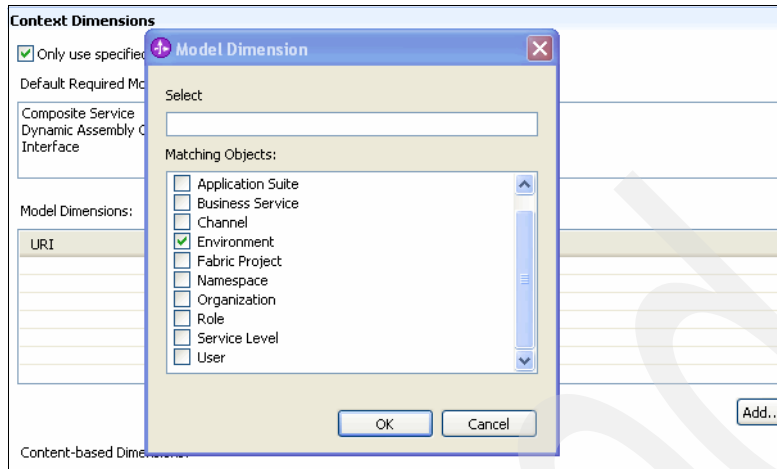 Context Dimensions
Only use specified
Default Required Mo
Composite Service
Dynamic Assembly C
Interface
Model Dimensions:
URI
Add..
Content-based Dimensions:
Model Dimension
Select
Matching Objects:
Application Suite
Business Service
Channel
Environment
Fabric Project
Namespace
Organization
Role
Service Level
User
OK
Cancel